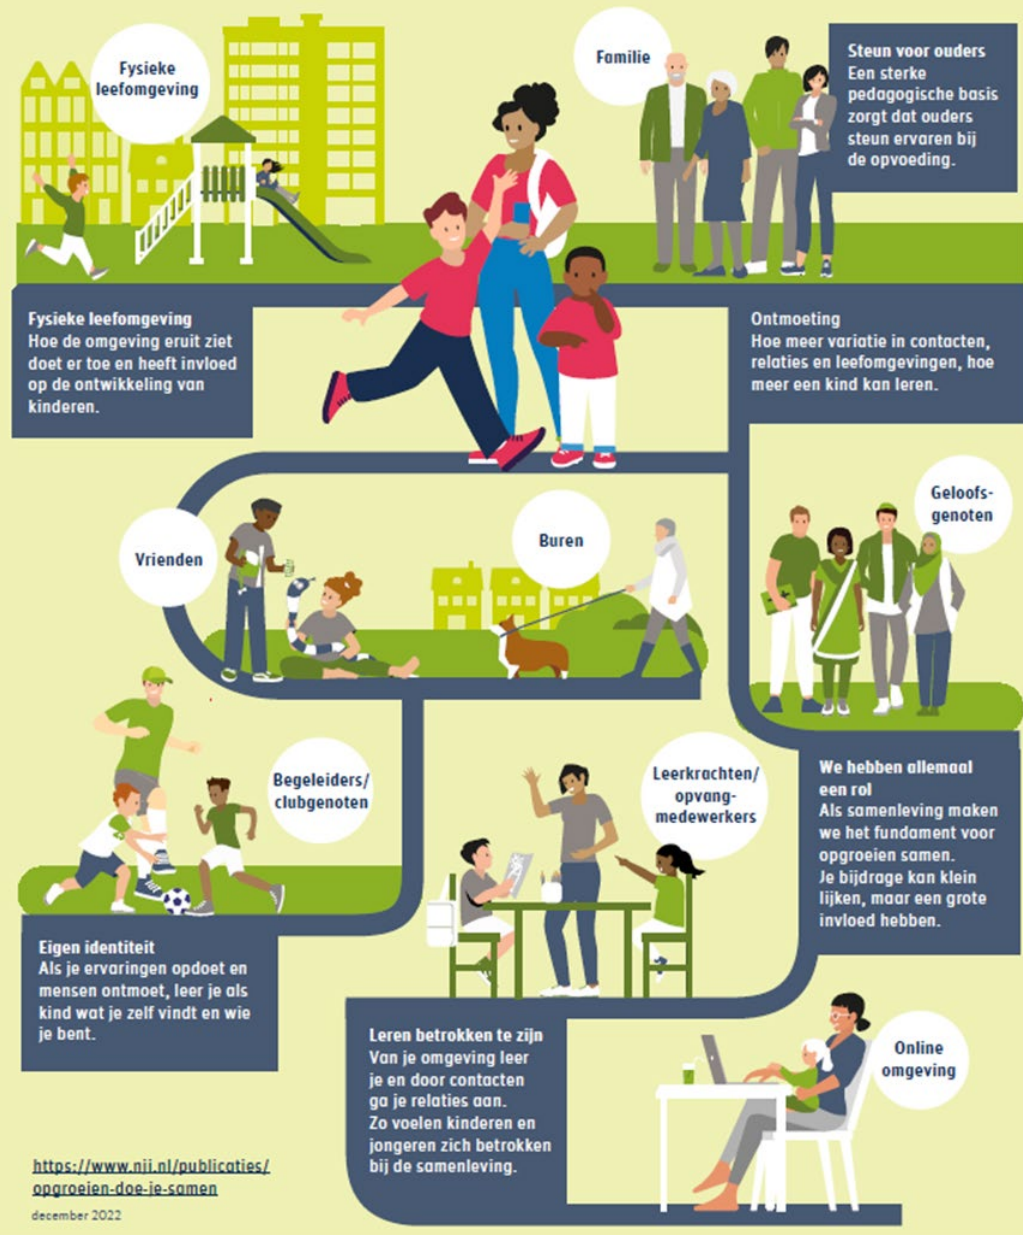 Fysieke
leefomgeving
Familie
Steun voor ouders
Een sterke
pedagogische basis
zorgt dat ouders
steun ervaren bij
de opvoeding.
Fysieke leefomgeving
Hoe de omgeving eruit ziet
doet er toe en heeft invloed
op de ontwikkeling van
kinderen.
Ontmoeting
Hoe meer variatie in contacten,
relaties en leefomgevingen, hoe
meer een kind kan leren.
Vrienden
Buren
Geloofs-
genoten
Begeleiders/
clubgenoten
Leerkrachten/
opvang-
medewerkers
We hebben allemaal
een rol
Als samenleving maken
we het fundament voor
opgroeien samen.
Je bijdrage kan klein
lijken, maar een grote
invloed hebben.
Eigen identiteit
Als je ervaringen opdoet en
mensen ontmoet, leer je als
kind wat je zelf vindt en wie
je bent.
Leren betrokken te zijn
Van je omgeving leer
je en door contacten
ga je relaties aan.
Zo voelen kinderen en
jongeren zich betrokken
bij de samenleving.
Online
omgeving
https://www.nji.nl/publicaties/
opgroeien-doe-je-samen
december 2022